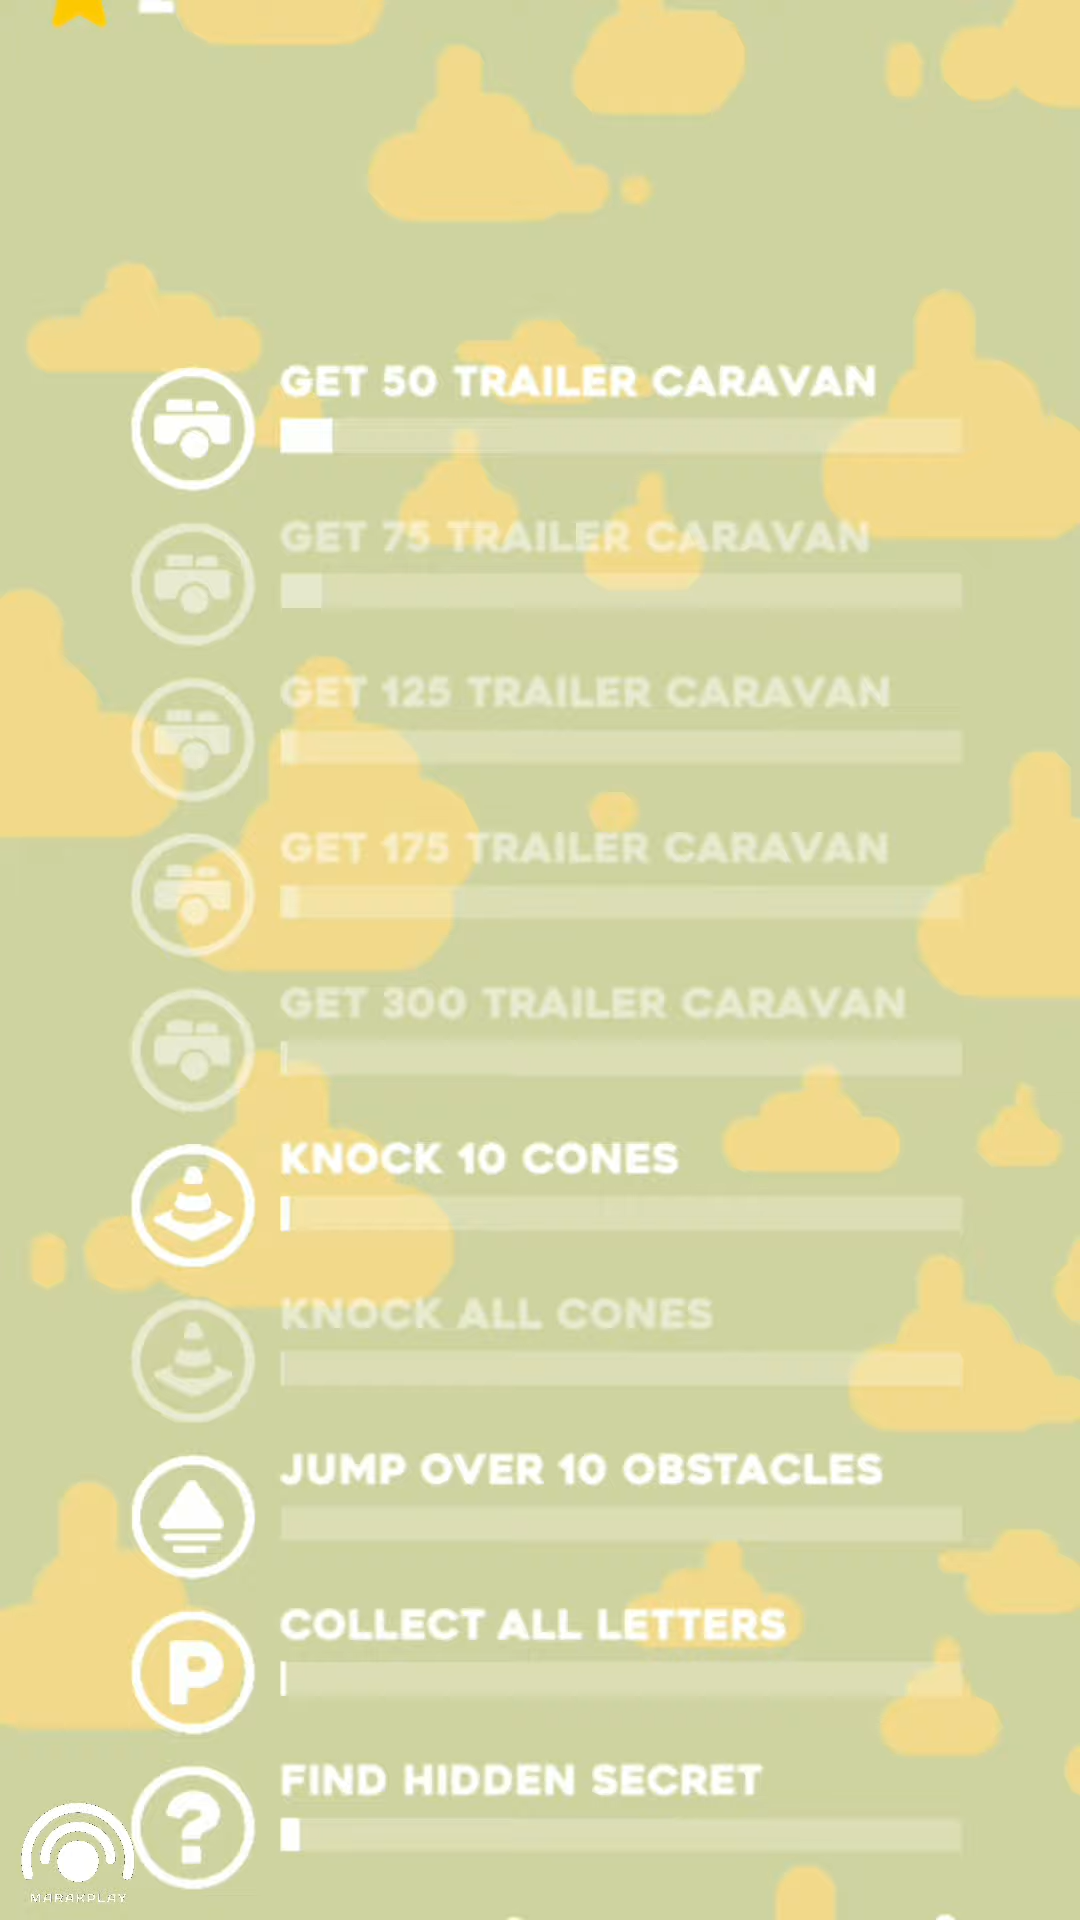 GET 50 TRAILER CARAVAN
GET 75 TRAILER CARAVAN
GET 125 TRAILER CARAVAN
GET 175 TRAILER CARAVAN
GET 300 TRAILER CARAVAN
KNOCK 10 CONES
KNOCK ALL CONES
JUMP OVER 10 OBSTACLES
P
COLLECT ALL LETTERS
?
FIND HIDDEN SECRET
MARAKPLAY